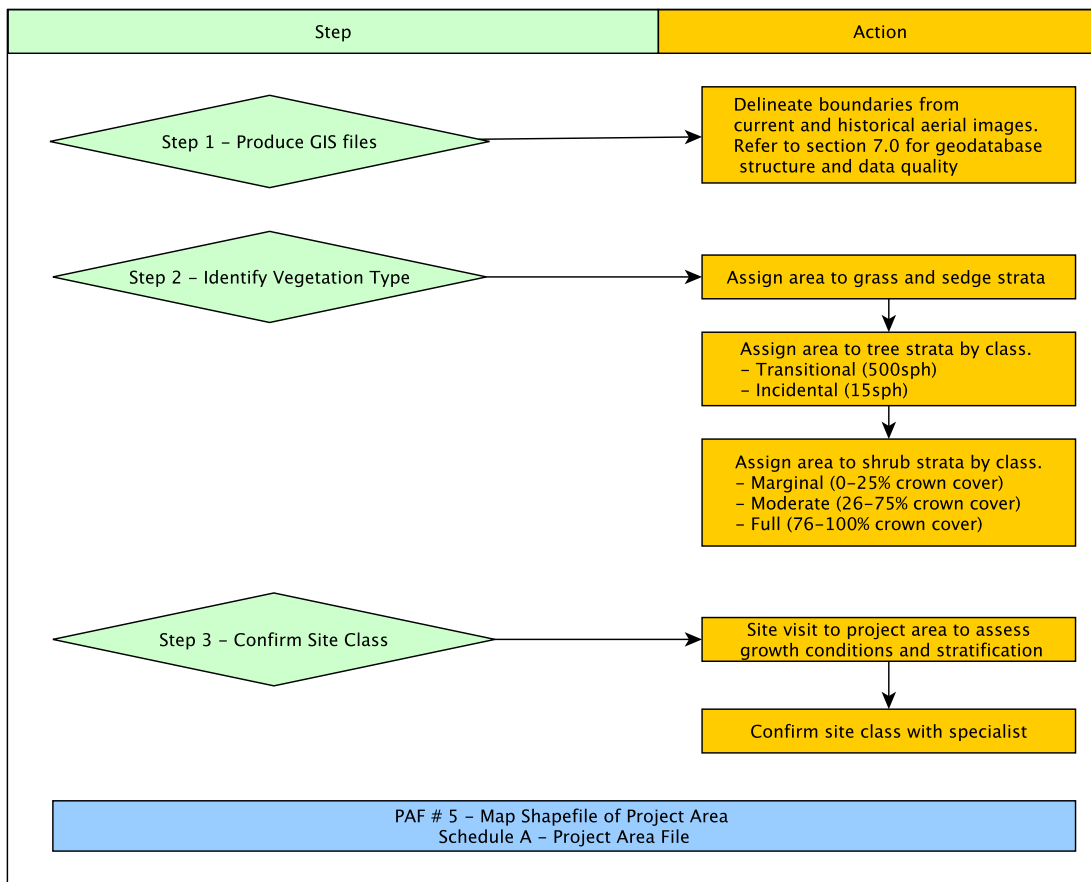 Step
Action
Step 1 – Produce GIS files
Delineate boundaries from
current and historical aerial images.
Refer to section 7.0 for geodatabase
structure and data quality
Step 2 – Identify Vegetation Type
Assign area to grass and sedge strata
Assign area to tree strata by class.
– Transitional (500sph)
– Incidental (15sph)
Assign area to shrub strata by class.
– Marginal (0–25% crown cover)
– Moderate (26–75% crown cover)
– Full (76–100% crown cover)
Step 3 – Confirm Site Class
Site visit to project area to assess
growth conditions and stratification
Confirm site class with specialist
PAF # 5 – Map Shapefile of Project Area
Schedule A – Project Area File